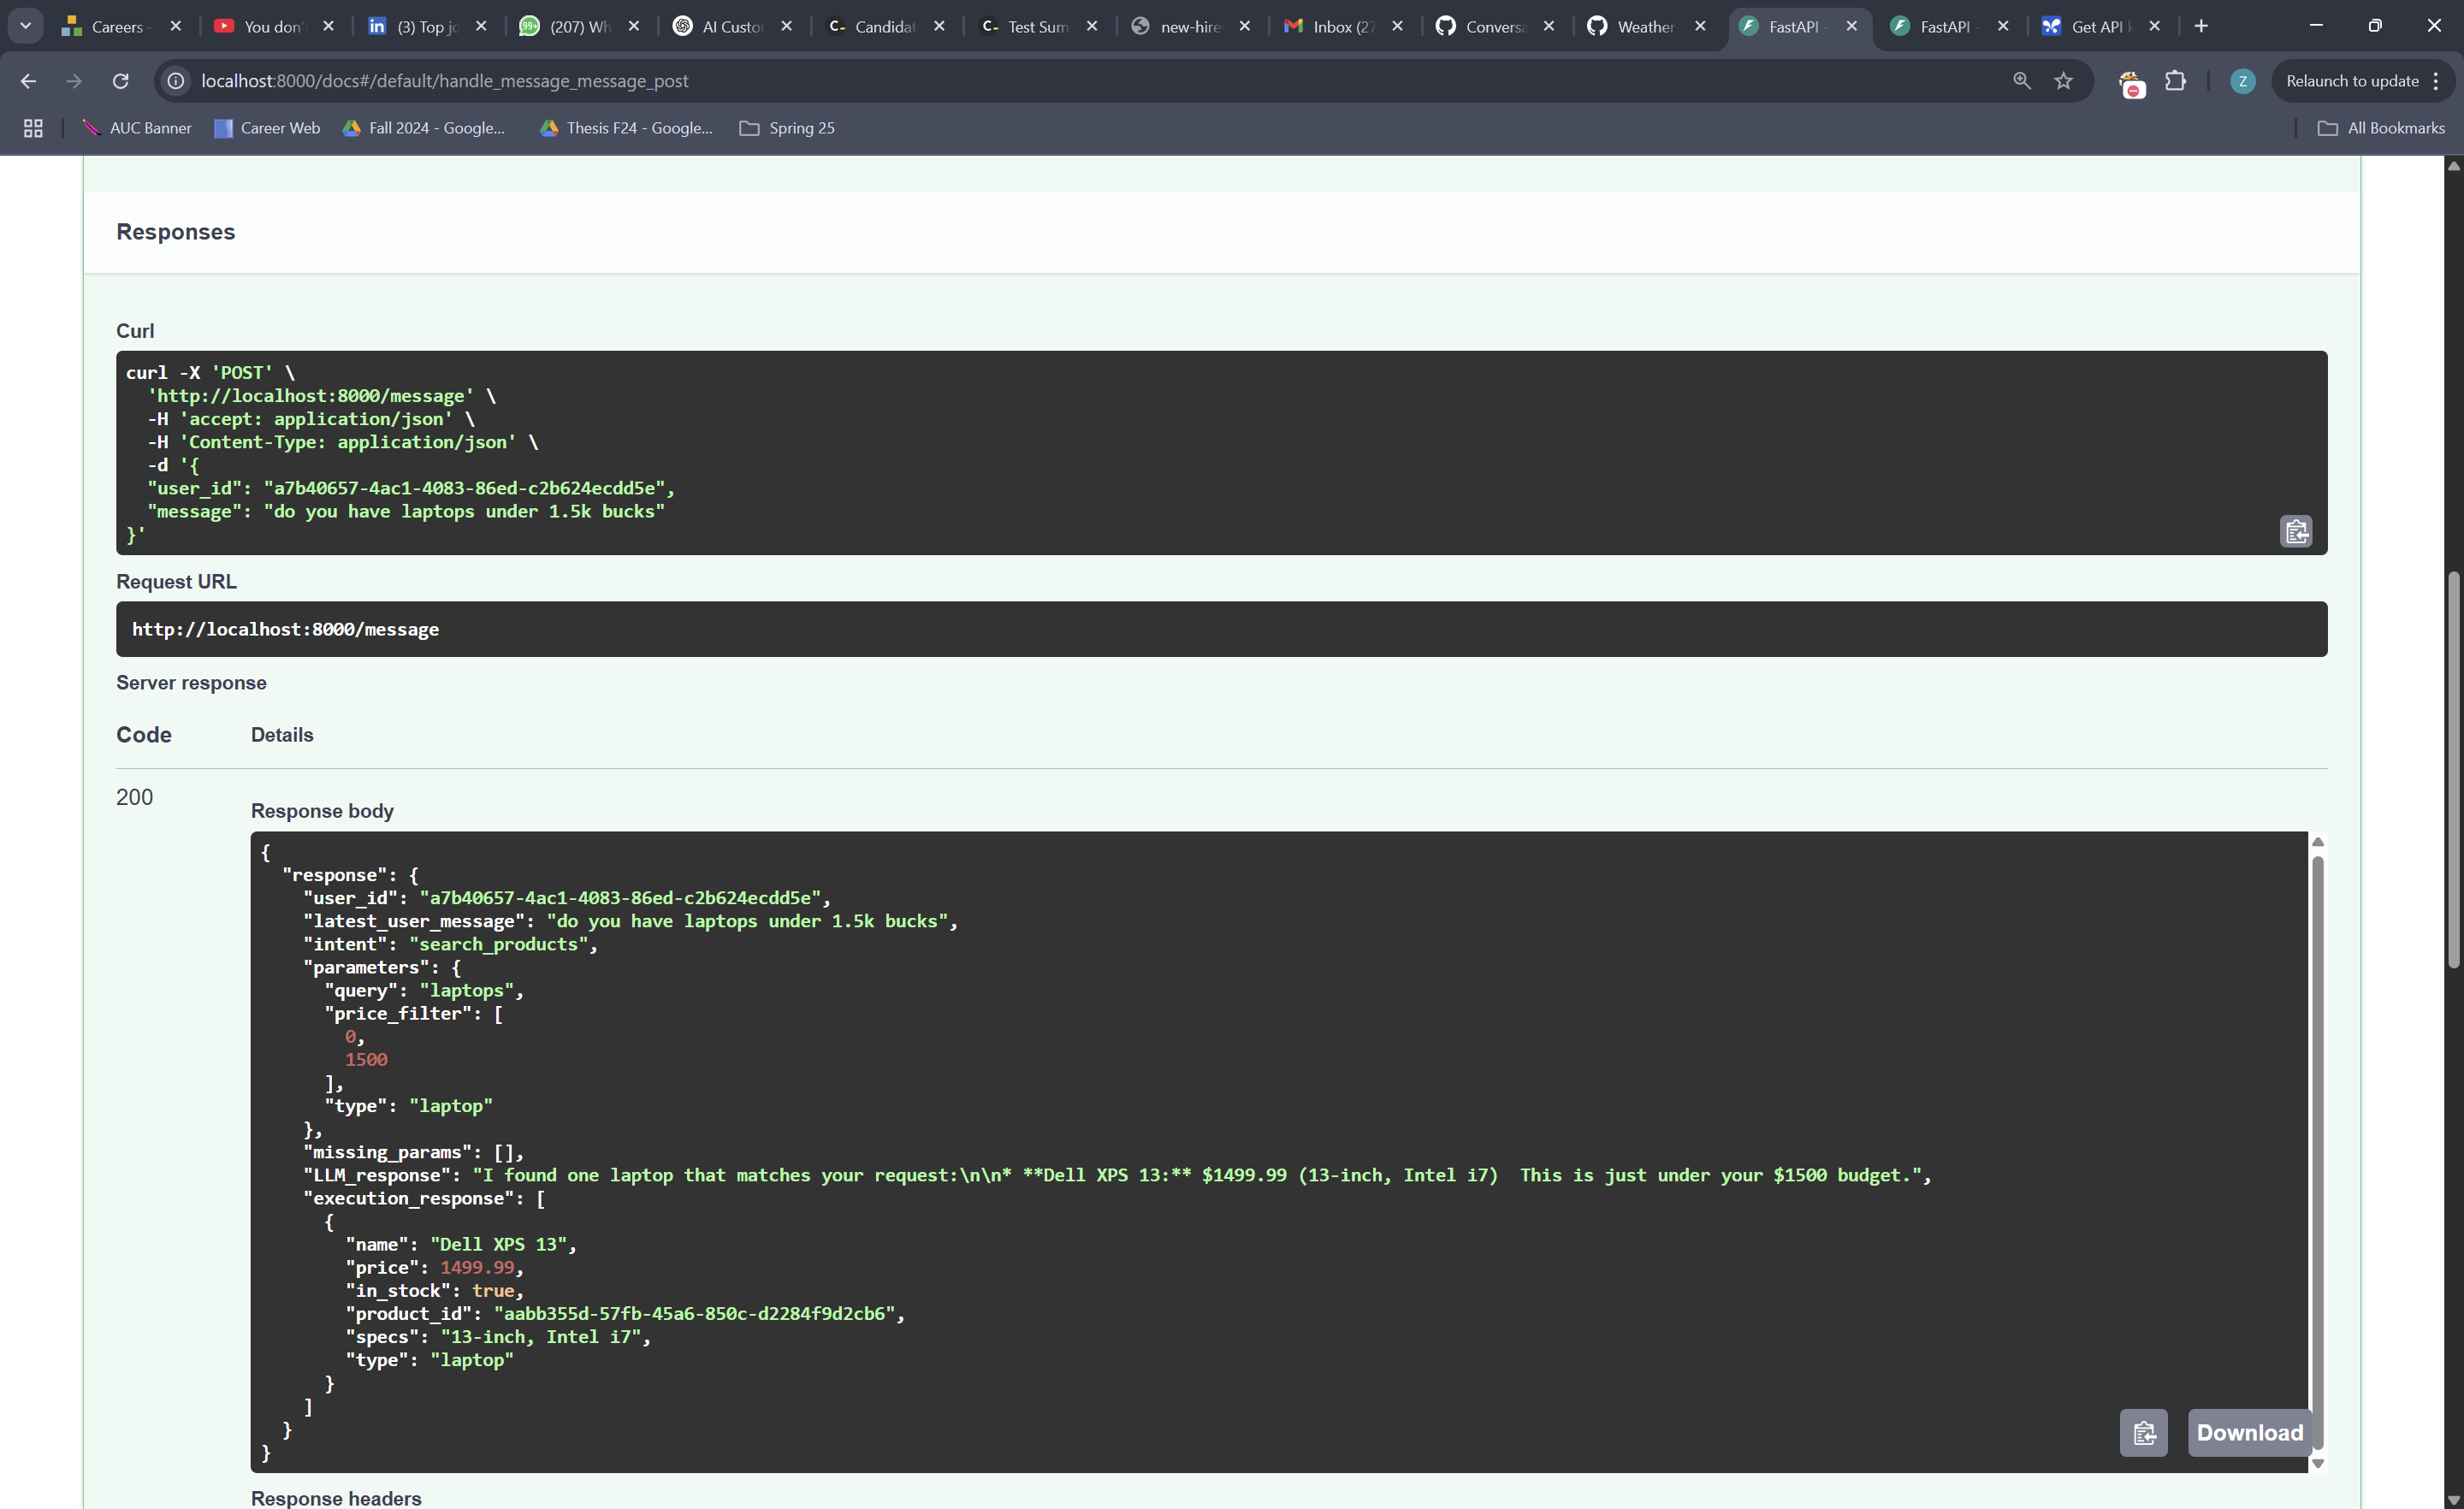 Careers -
You don'
(3) Top jo
(207) Wh
AI Custor
Candidat
Test Sum
new-hire
Inbox (27
Conversa
Weather
FastAPI -
FastAPI -
Get API k
localhost:8000/docs#/default/handle_message_message_post
Z
Relaunch to update
AUC Banner
Career Web
Fall 2024 - Google...
Thesis F24 - Google...
Spring 25
All Bookmarks
Responses
Curl
curl -X 'POST' \
'http://localhost:8000/message' \
-H 'accept: application/json' \
-H 'Content-Type: application/json' \
-d '{
"user_id": "a7b40657-4ac1-4083-86ed-c2b624ecdd5e",
"message": "do you have laptops under 1.5k bucks"
}'
Request URL
http://localhost:8000/message
Server response
Code Details
200
Response body
{
"response": {
"user_id": "a7b40657-4ac1-4083-86ed-c2b624ecdd5e",
"latest_user_message": "do you have laptops under 1.5k bucks",
"intent": "search_products",
"parameters": {
"query": "laptops",
"price_filter": [
0,
1500
],
"type": "laptop"
},
"missing_params": [],
"LLM_response": "I found one laptop that matches your request:\n\n* **Dell XPS 13:** $1499.99 (13-inch, Intel i7)  This is just under your $1500 budget.",
"execution_response": [
{
"name": "Dell XPS 13",
"price": 1499.99,
"in_stock": true,
"product_id": "aabb355d-57fb-45a6-850c-d2284f9d2cb6",
"specs": "13-inch, Intel i7",
"type": "laptop"
}
]
}
}
Download
Response headers